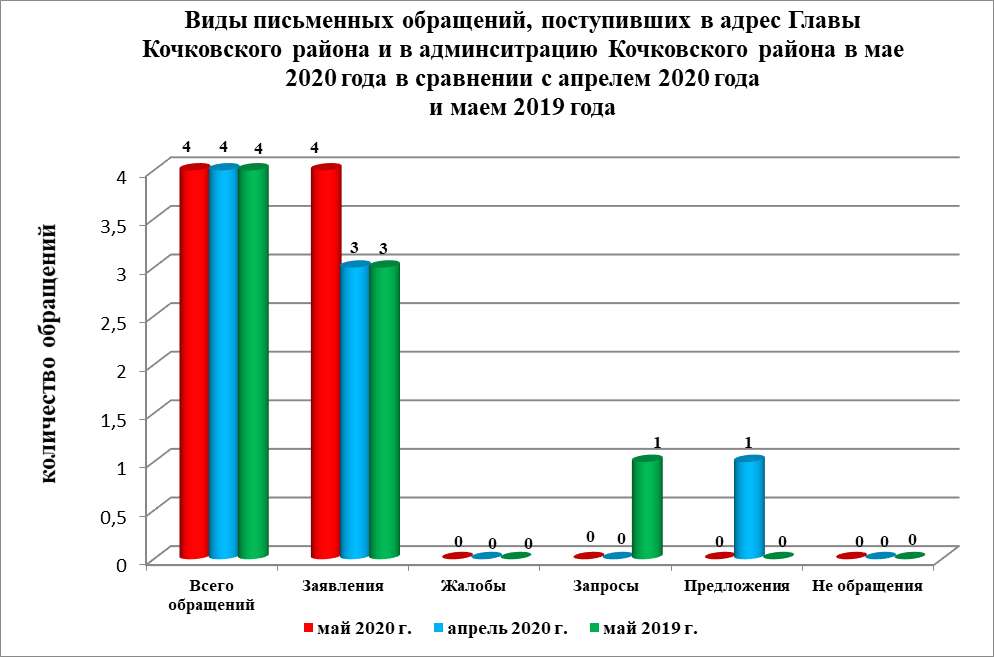 Виды письменных обращений, поступивших в адрес Главы
Кочковского района и в админситрацию Кочковского района в мае
2020 года в сравнении с апрелем 2020 года
и маем 2019 года
количество обращений
4
3,5
3
2,5
2
1,5
1
0,5
0
4 4 4 4
3 3
0 0 0
0 0 1
0 1 0
0 0 0
Всего обращений
Заявления
Жалобы
Запросы
Предложения
Не обращения
май 2020 г. апрель 2020 г. май 2019 г.